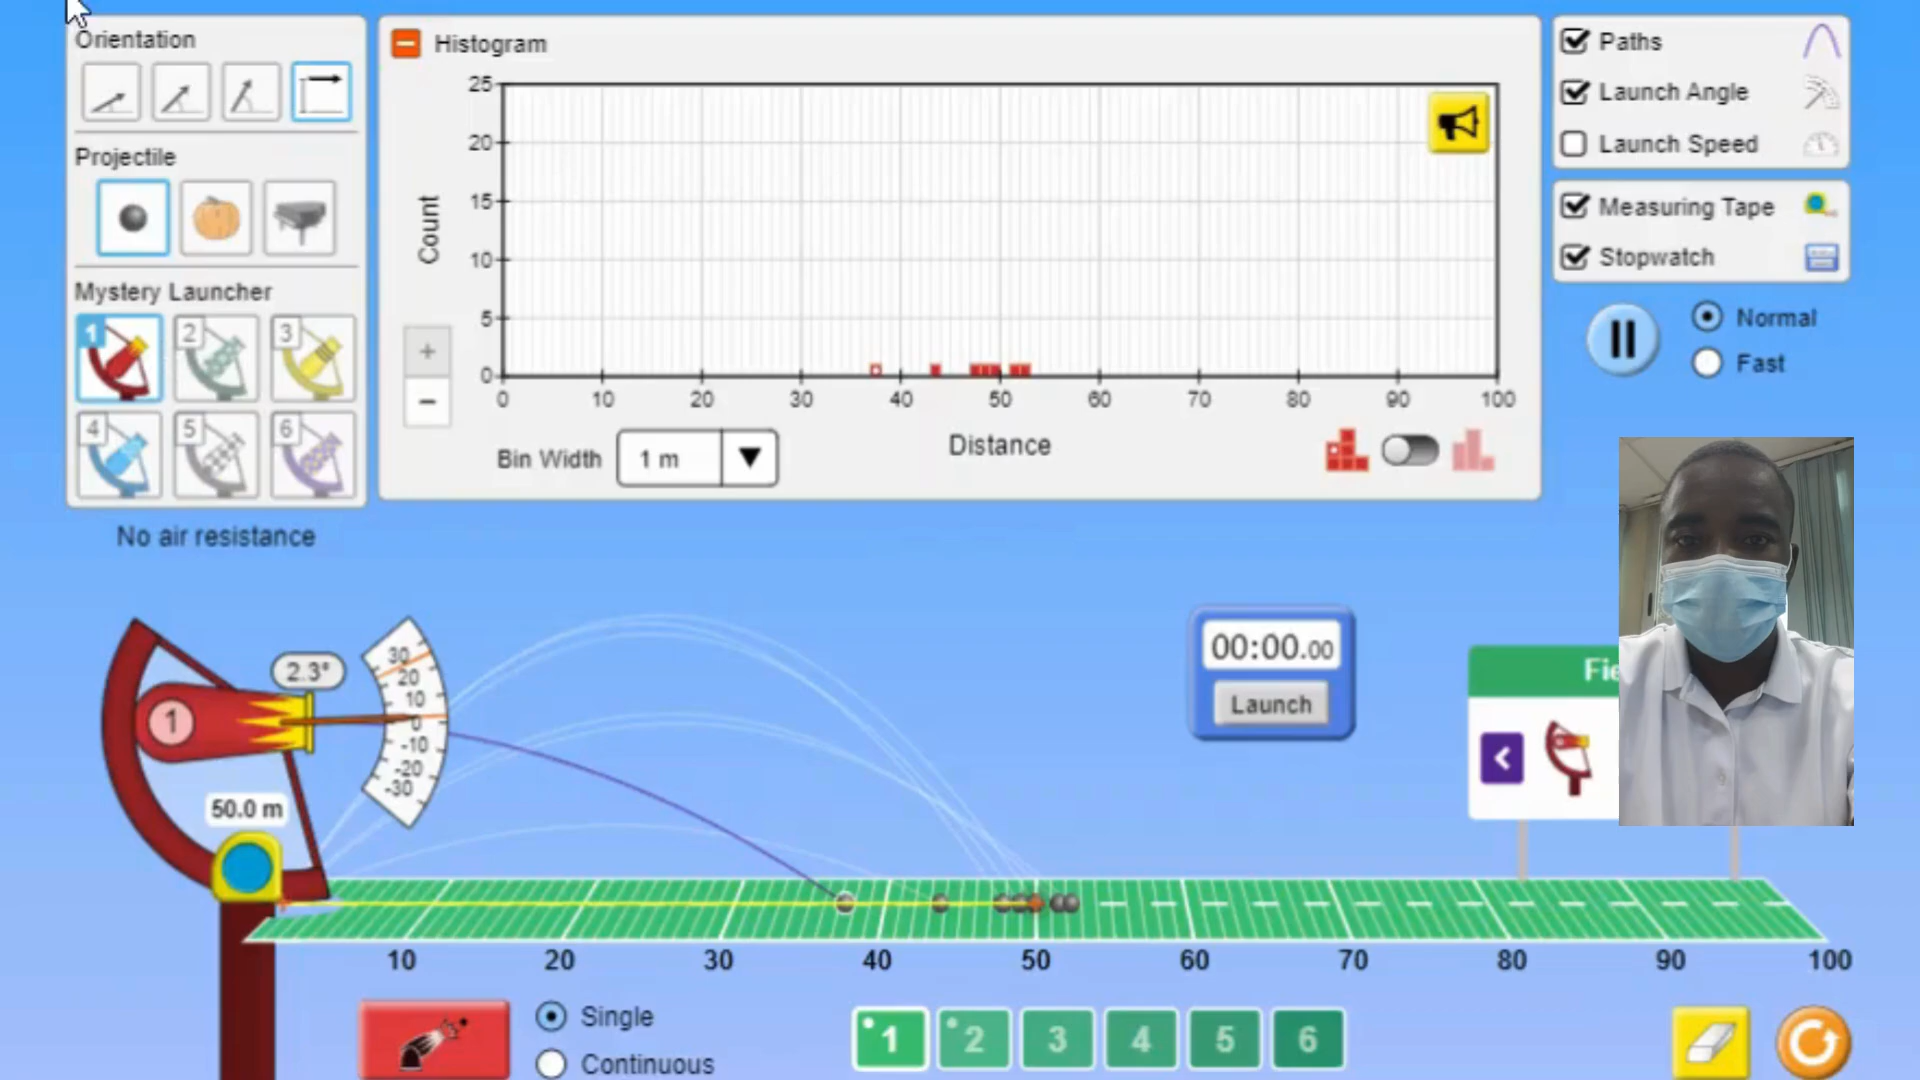 Orientation
Projectile
Mystery Launcher
1
2
3
4
5
6
No air resistance
Histogram
Count
25
20
15
10
5
0
+
−
0 10 20 30 40 50 60 70 80 90 100
Distance
Bin Width
1 m
Paths
Launch Angle
Launch Speed
Measuring Tape
Stopwatch
Normal
Fast
1
2.3°
30
20
10
0
-10
-20
-30
50.0 m
00:00.00
Launch
10 20 30 40 50 60 70 80 90 100
Single
Continuous
1 2 3 4 5 6